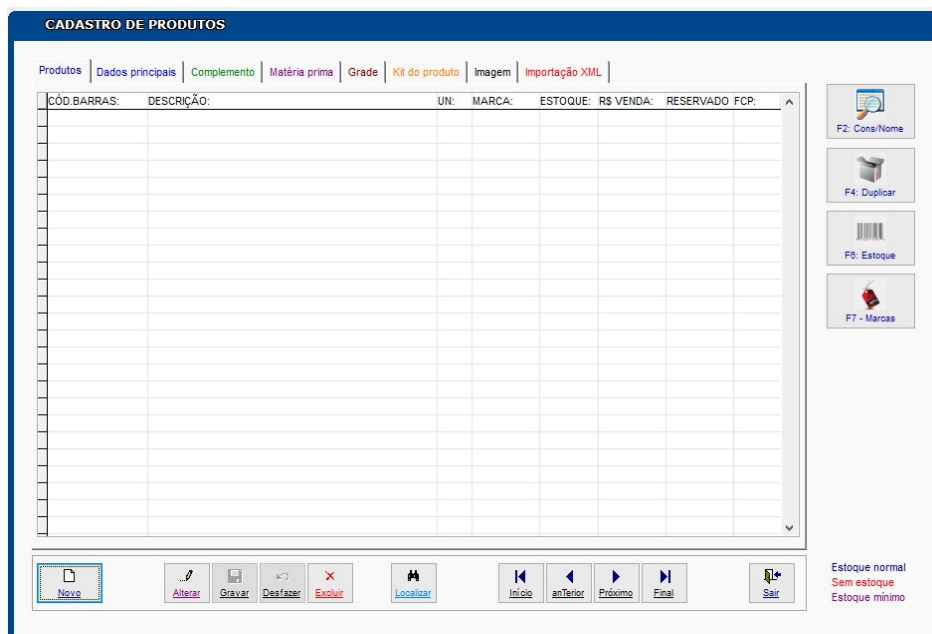 CADASTRO DE PRODUTOS
Produtos Dados principais Complemento Matéria prima Grade Kit do produto Imagem Importação XML
CÓD.BARRAS: DESCRIÇÃO: UN: MARCA: ESTOQUE: R$ VENDA: RESERVADO FCP:
F2: Cons/Nome
F4: Duplicar
F6: Estoque
F7 - Marcas
Novo Alterar Gravar Desfazer Excluir Localizar Início anTerior Próximo Final Sair
Estoque normal
Sem estoque
Estoque mínimo